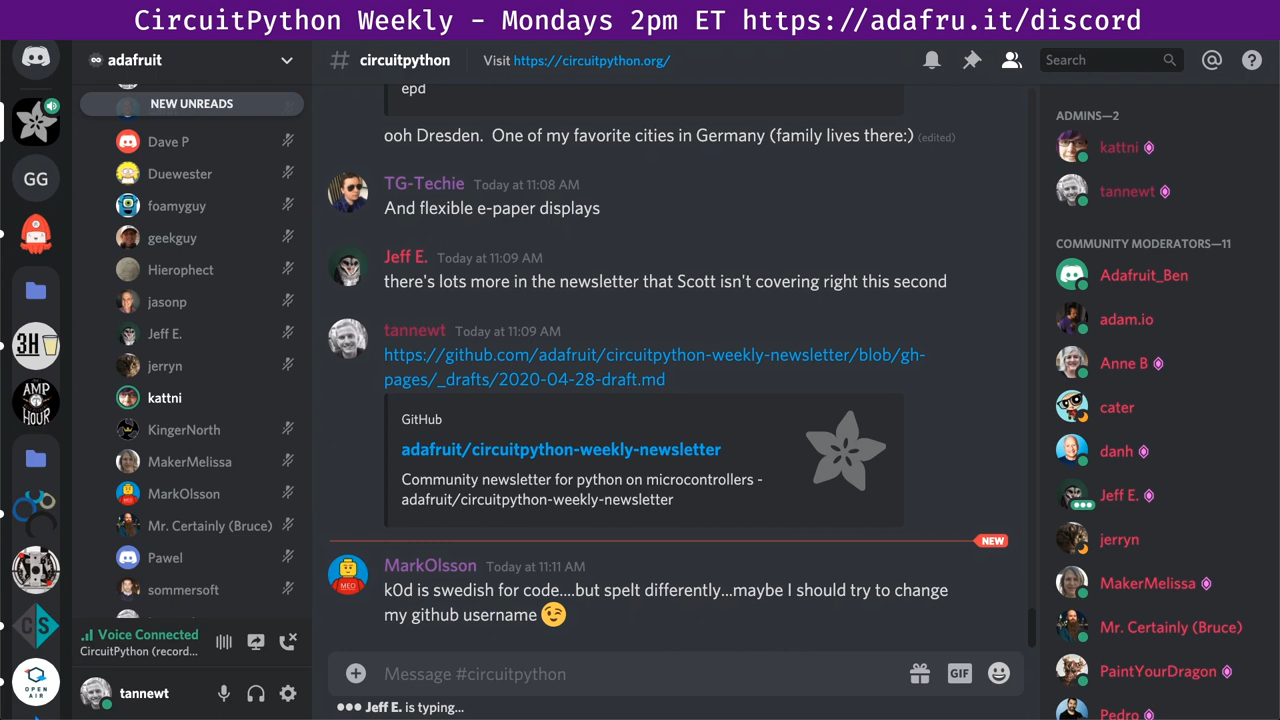 CircuitPython Weekly - Mondays 2pm ET https://adafru.it/discord
adafruit
NEW UNREADS
Dave P
Duewester
foamyguy
geekguy
Hierophect
jasonp
Jeff E.
jerryn
kattni
KingerNorth
MakerMelissa
MarkOlsson
Mr. Certainly (Bruce)
Pawel
sommersoft
Voice Connected
CircuitPython (record...
tannewt
GG
3H
THE
AMP
HOUR
CS
OPEN
AIR
# circuitpython
Visit https://circuitpython.org/
Search
epd
ooh Dresden. One of my favorite cities in Germany (family lives there:) (edited)
TG-Techie Today at 11:08 AM
And flexible e-paper displays
Jeff E. Today at 11:09 AM
there's lots more in the newsletter that Scott isn't covering right this second
tannewt Today at 11:09 AM
https://github.com/adafruit/circuitpython-weekly-newsletter/blob/gh-
pages/_drafts/2020-04-28-draft.md
GitHub
adafruit/circuitpython-weekly-newsletter
Community newsletter for python on microcontrollers -
adafruit/circuitpython-weekly-newsletter
NEW
MarkOlsson Today at 11:11 AM
k0d is swedish for code....but spelt differently...maybe I should try to change
my github username 😉
Message #circuitpython
GIF
Jeff E. is typing...
ADMINS—2
kattni
tannewt
COMMUNITY MODERATORS—11
Adafruit_Ben
adam.io
Anne B
cater
danh
Jeff E.
jerryn
MakerMelissa
Mr. Certainly (Bruce)
PaintYourDragon
Pedro